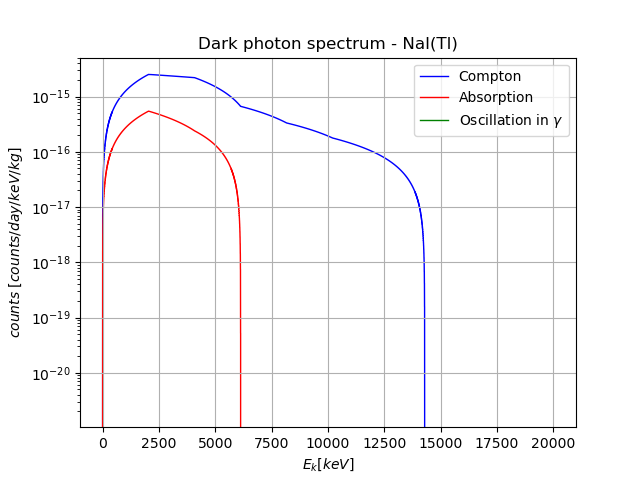 Dark photon spectrum - NaI(Tl)
Compton
Absorption
Oscillation in γ
counts [counts/day/keV/kg]
10⁻¹⁵
10⁻¹⁶
10⁻¹⁷
10⁻¹⁸
10⁻¹⁹
10⁻²⁰
0 2500 5000 7500 10000 12500 15000 17500 20000
Eₖ[keV]